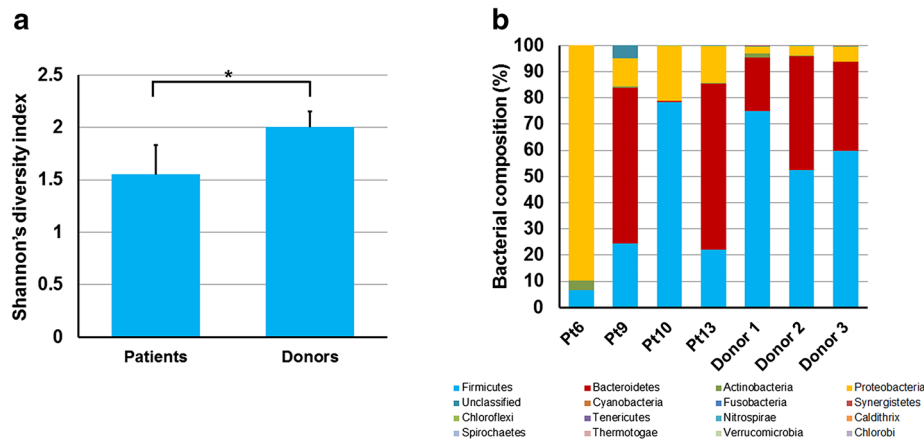 a
Shannon's diversity index
2.5
2
1.5
1
0.5
0
*
Patients
Donors
b
Bacterial composition (%)
100
90
80
70
60
50
40
30
20
10
0
Pt6
Pt9
Pt10
Pt13
Donor 1
Donor 2
Donor 3
Firmicutes
Bacteroidetes
Actinobacteria
Proteobacteria
Unclassified
Cyanobacteria
Fusobacteria
Synergistetes
Chloroflexi
Tenericutes
Nitrospirae
Caldithrix
Spirochaetes
Thermotogae
Verrucomicrobia
Chlorobi